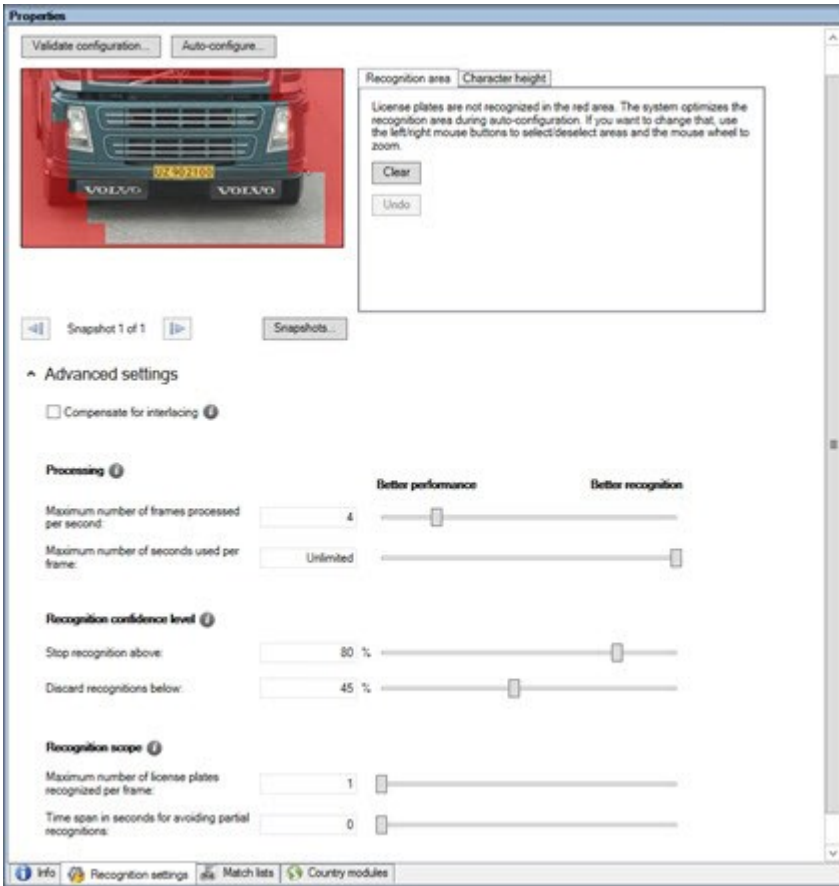 Properties
Validate configuration...
Auto-configure...
Recognition area
Character height
License plates are not recognized in the red area. The system optimizes the
recognition area during auto-configuration. If you want to change that, use
the left/right mouse buttons to select/deselect areas and the mouse wheel to
zoom.
Clear
Undo
UZ 902100
VOLVO VOLVO
Snapshot 1 of 1
Snapshots...
Advanced settings
Compensate for interlacing
Processing
Better performance Better recognition
Maximum number of frames processed
per second:
4
Maximum number of seconds used per
frame:
Unlimited
Recognition confidence level
Stop recognition above: 80 %
Discard recognitions below: 45 %
Recognition scope
Maximum number of license plates
recognized per frame:
1
Time span in seconds for avoiding partial
recognitions:
0
Info
Recognition settings
Match lists
Country modules